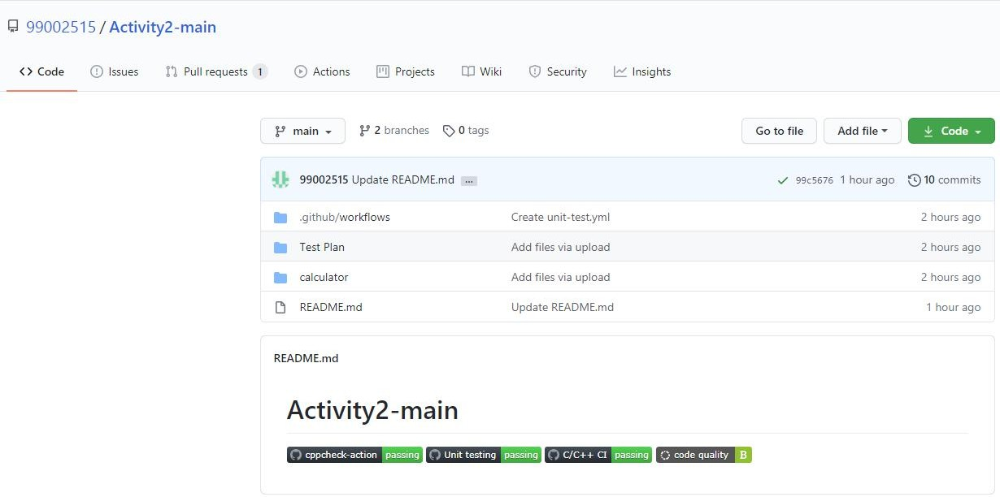 99002515 / Activity2-main
<> Code Issues Pull requests 1 Actions Projects Wiki Security Insights
main 2 branches 0 tags Go to file Add file Code
99002515 Update README.md ... 99c5676 1 hour ago 10 commits
.github/workflows Create unit-test.yml 2 hours ago
Test Plan Add files via upload 2 hours ago
calculator Add files via upload 2 hours ago
README.md Update README.md 1 hour ago
README.md
Activity2-main
cppcheck-action passing Unit testing passing C/C++ CI passing code quality B